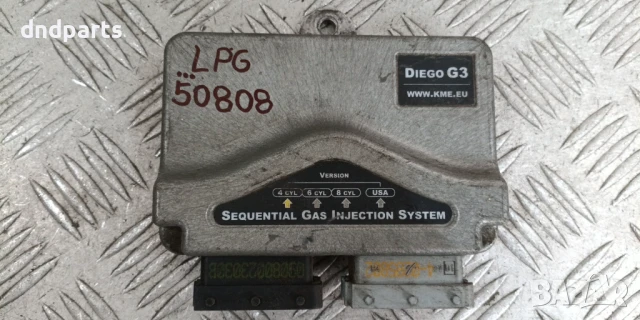 dndparts
LPG
...
50808
DIEGO G3
WWW.KME.EU
VERSION
4 CYL 6 CYL 8 CYL USA
SEQUENTIAL GAS INJECTION SYSTEM
BAZAR